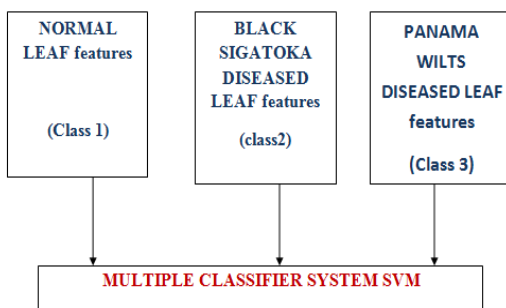 NORMAL
LEAF features
(Class 1)
BLACK
SIGATOKA
DISEASED
LEAF features
(class2)
PANAMA
WILTS
DISEASED LEAF
features
(Class 3)
MULTIPLE CLASSIFIER SYSTEM SVM